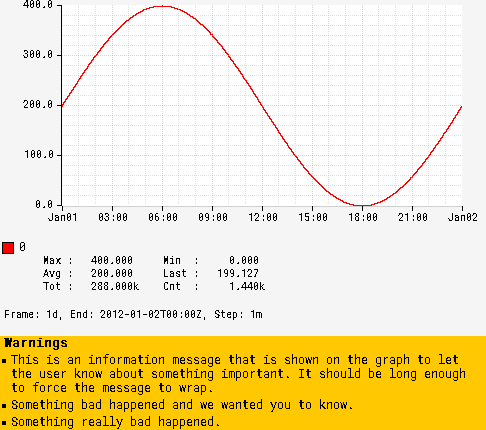 400.0
300.0
200.0
100.0
0.0
Jan01 03:00 06:00 09:00 12:00 15:00 18:00 21:00 Jan02
0
Max : 400.000 Min : 0.000
Avg : 200.000 Last : 199.127
Tot : 288.000k Cnt : 1.440k
Frame: 1d, End: 2012-01-02T00:00Z, Step: 1m
Warnings
▪ This is an information message that is shown on the graph to let
the user know about something important. It should be long enough
to force the message to wrap.
▪ Something bad happened and we wanted you to know.
▪ Something really bad happened.